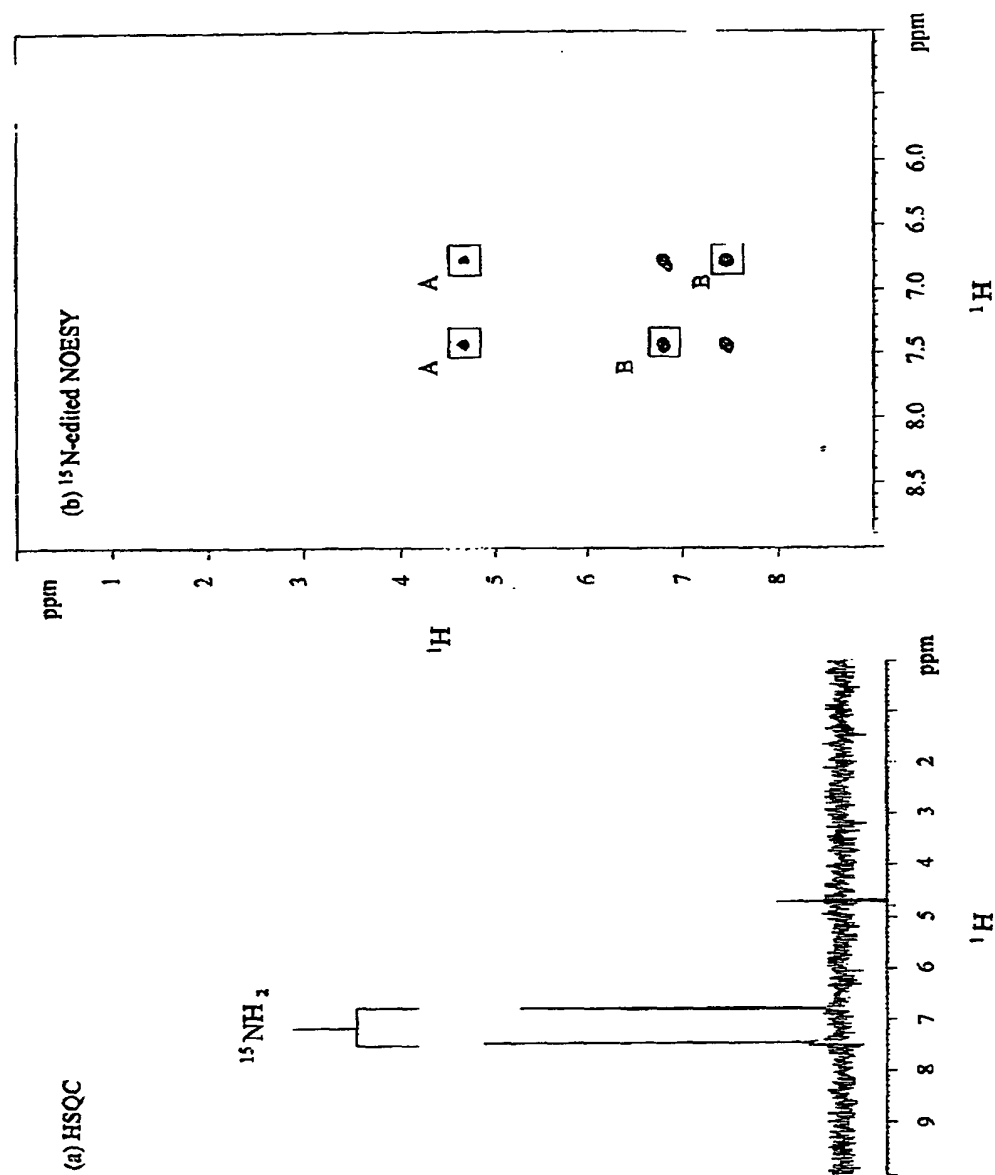 (a) HSQC
¹⁵NH₂
9 8 7 6 5 4 3 2 ppm
¹H
(b) ¹⁵N-edited NOESY
ppm
1
2
3
4
5
6
7
8
¹H
A
A
B
B
8.5 8.0 7.5 7.0 6.5 6.0 ppm
¹H